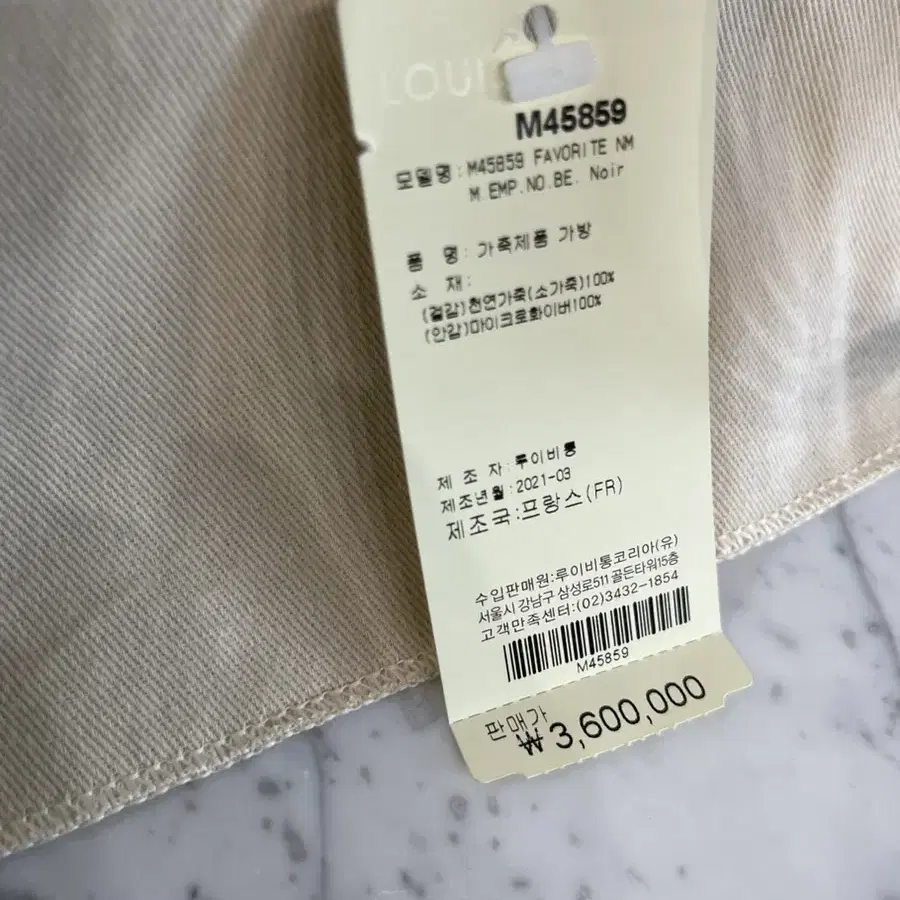 LOUIS
M45859
모델명: M45859 FAVORITE NM
M.EMP.NO.BE. Noir
품 명: 가죽제품 가방
소 재:
(겉감)천연가죽(소가죽)100%
(안감)마이크로화이버100%
제 조 자:루이비통
제조년월:2021-03
제조국:프랑스(FR)
수입판매원:루이비통코리아(유)
서울시 강남구 삼성로511 골든타워15층
고객만족센터:(02)3432-1854
M45859
판매가
₩3,600,000